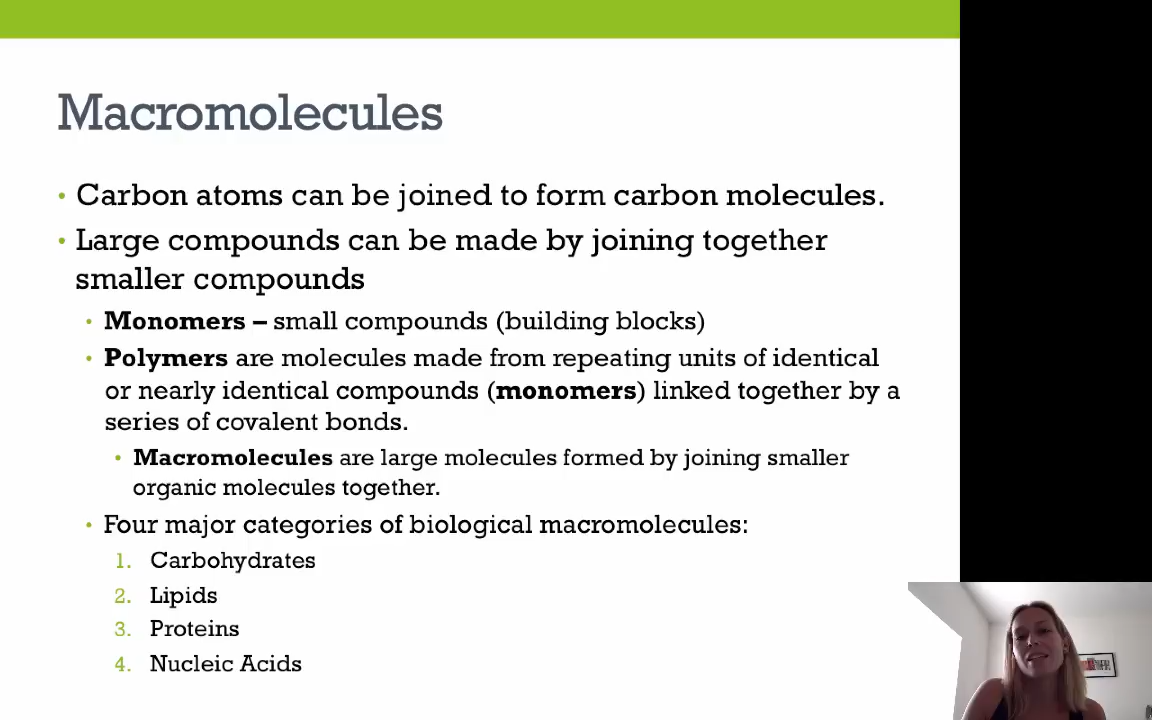 Macromolecules
• Carbon atoms can be joined to form carbon molecules.
• Large compounds can be made by joining together
smaller compounds
• Monomers – small compounds (building blocks)
• Polymers are molecules made from repeating units of identical
or nearly identical compounds (monomers) linked together by a
series of covalent bonds.
• Macromolecules are large molecules formed by joining smaller
organic molecules together.
• Four major categories of biological macromolecules:
1. Carbohydrates
2. Lipids
3. Proteins
4. Nucleic Acids